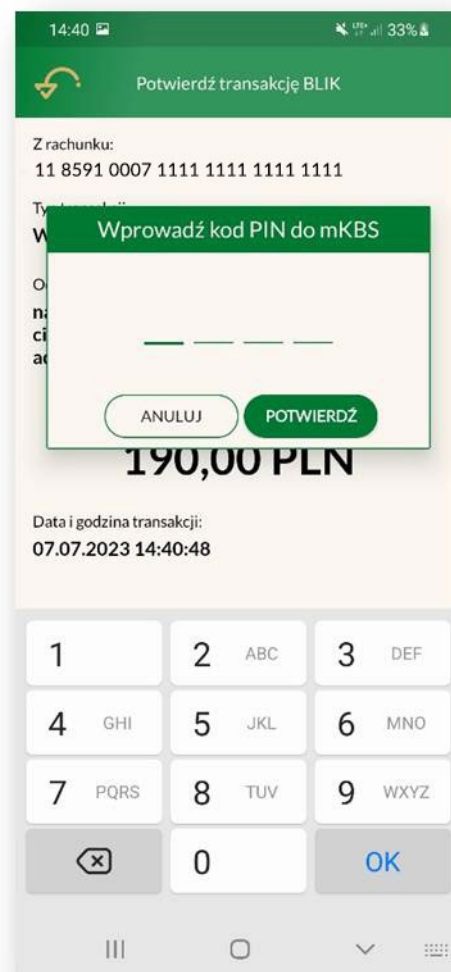 14:40 33%
Potwierdź transakcję BLIK
Z rachunku:
11 8591 0007 1111 1111 1111 1111
Wprowadź kod PIN do mKBS
ANULUJ POTWIERDŹ
190,00 PLN
Data i godzina transakcji:
07.07.2023 14:40:48
1 2 ABC 3 DEF
4 GHI 5 JKL 6 MNO
7 PQRS 8 TUV 9 WXYZ
0 OK